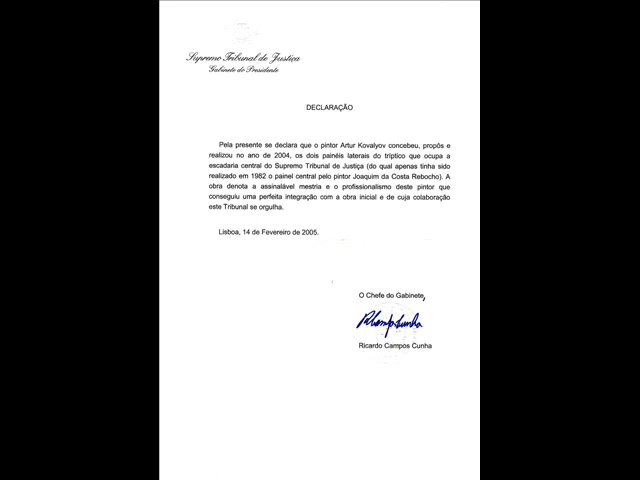 Supremo Tribunal de Justiça
Gabinete do Presidente
DECLARAÇÃO
Pela presente se declara que o pintor Artur Kovalyov concebeu, propôs e
realizou no ano de 2004, os dois painéis laterais do tríptico que ocupa a
escadaria central do Supremo Tribunal de Justiça (do qual apenas tinha sido
realizado em 1982 o painel central pelo pintor Joaquim da Costa Rebocho). A
obra denota a assinalável mestria e o profissionalismo deste pintor que
conseguiu uma perfeita integração com a obra inicial e de cuja colaboração
este Tribunal se orgulha.
Lisboa, 14 de Fevereiro de 2005.
O Chefe do Gabinete,
RCamposCunha
Ricardo Campos Cunha